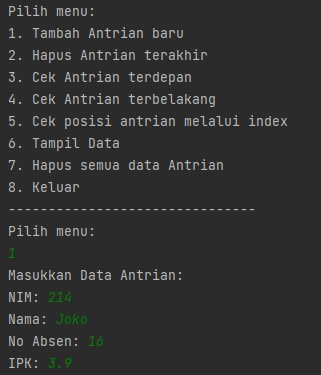 Pilih menu:
1. Tambah Antrian baru
2. Hapus Antrian terakhir
3. Cek Antrian terdepan
4. Cek Antrian terbelakang
5. Cek posisi antrian melalui index
6. Tampil Data
7. Hapus semua data Antrian
8. Keluar
-------------------------------
Pilih menu:
1
Masukkan Data Antrian:
NIM: 214
Nama: Joko
No Absen: 16
IPK: 3.9